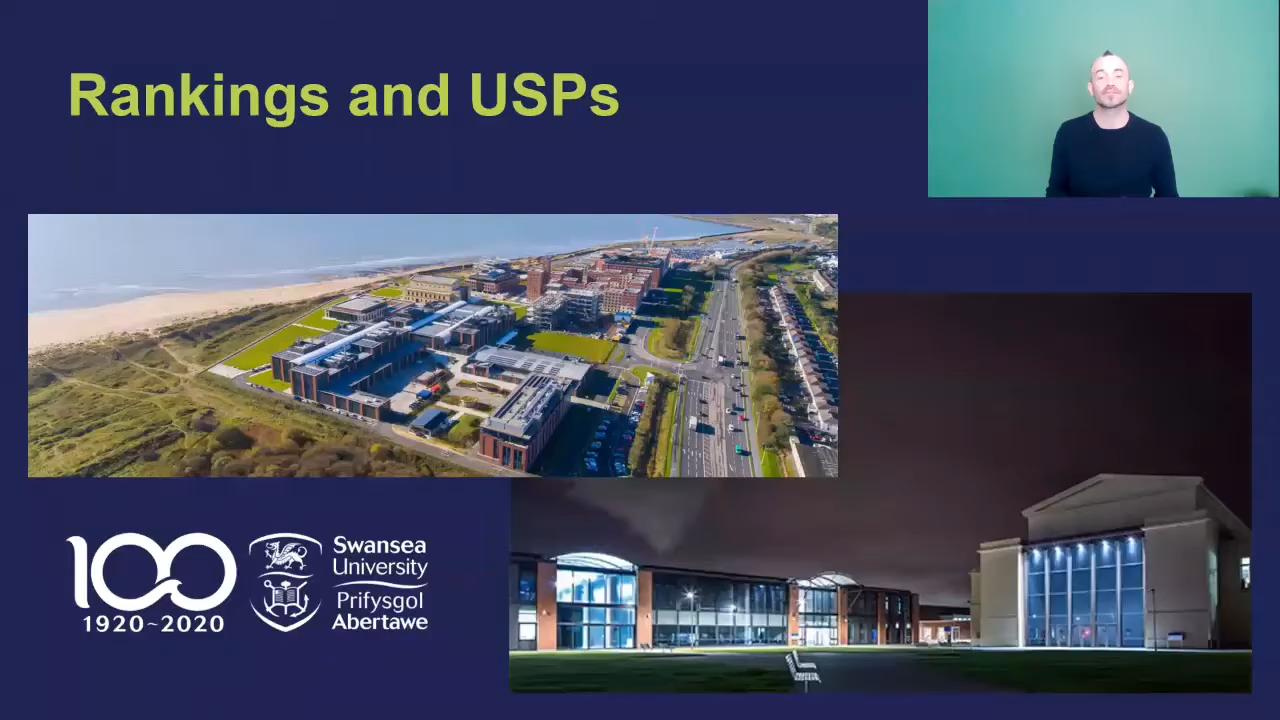 Rankings and USPs
100
1920~2020
Swansea
University
Prifysgol
Abertawe